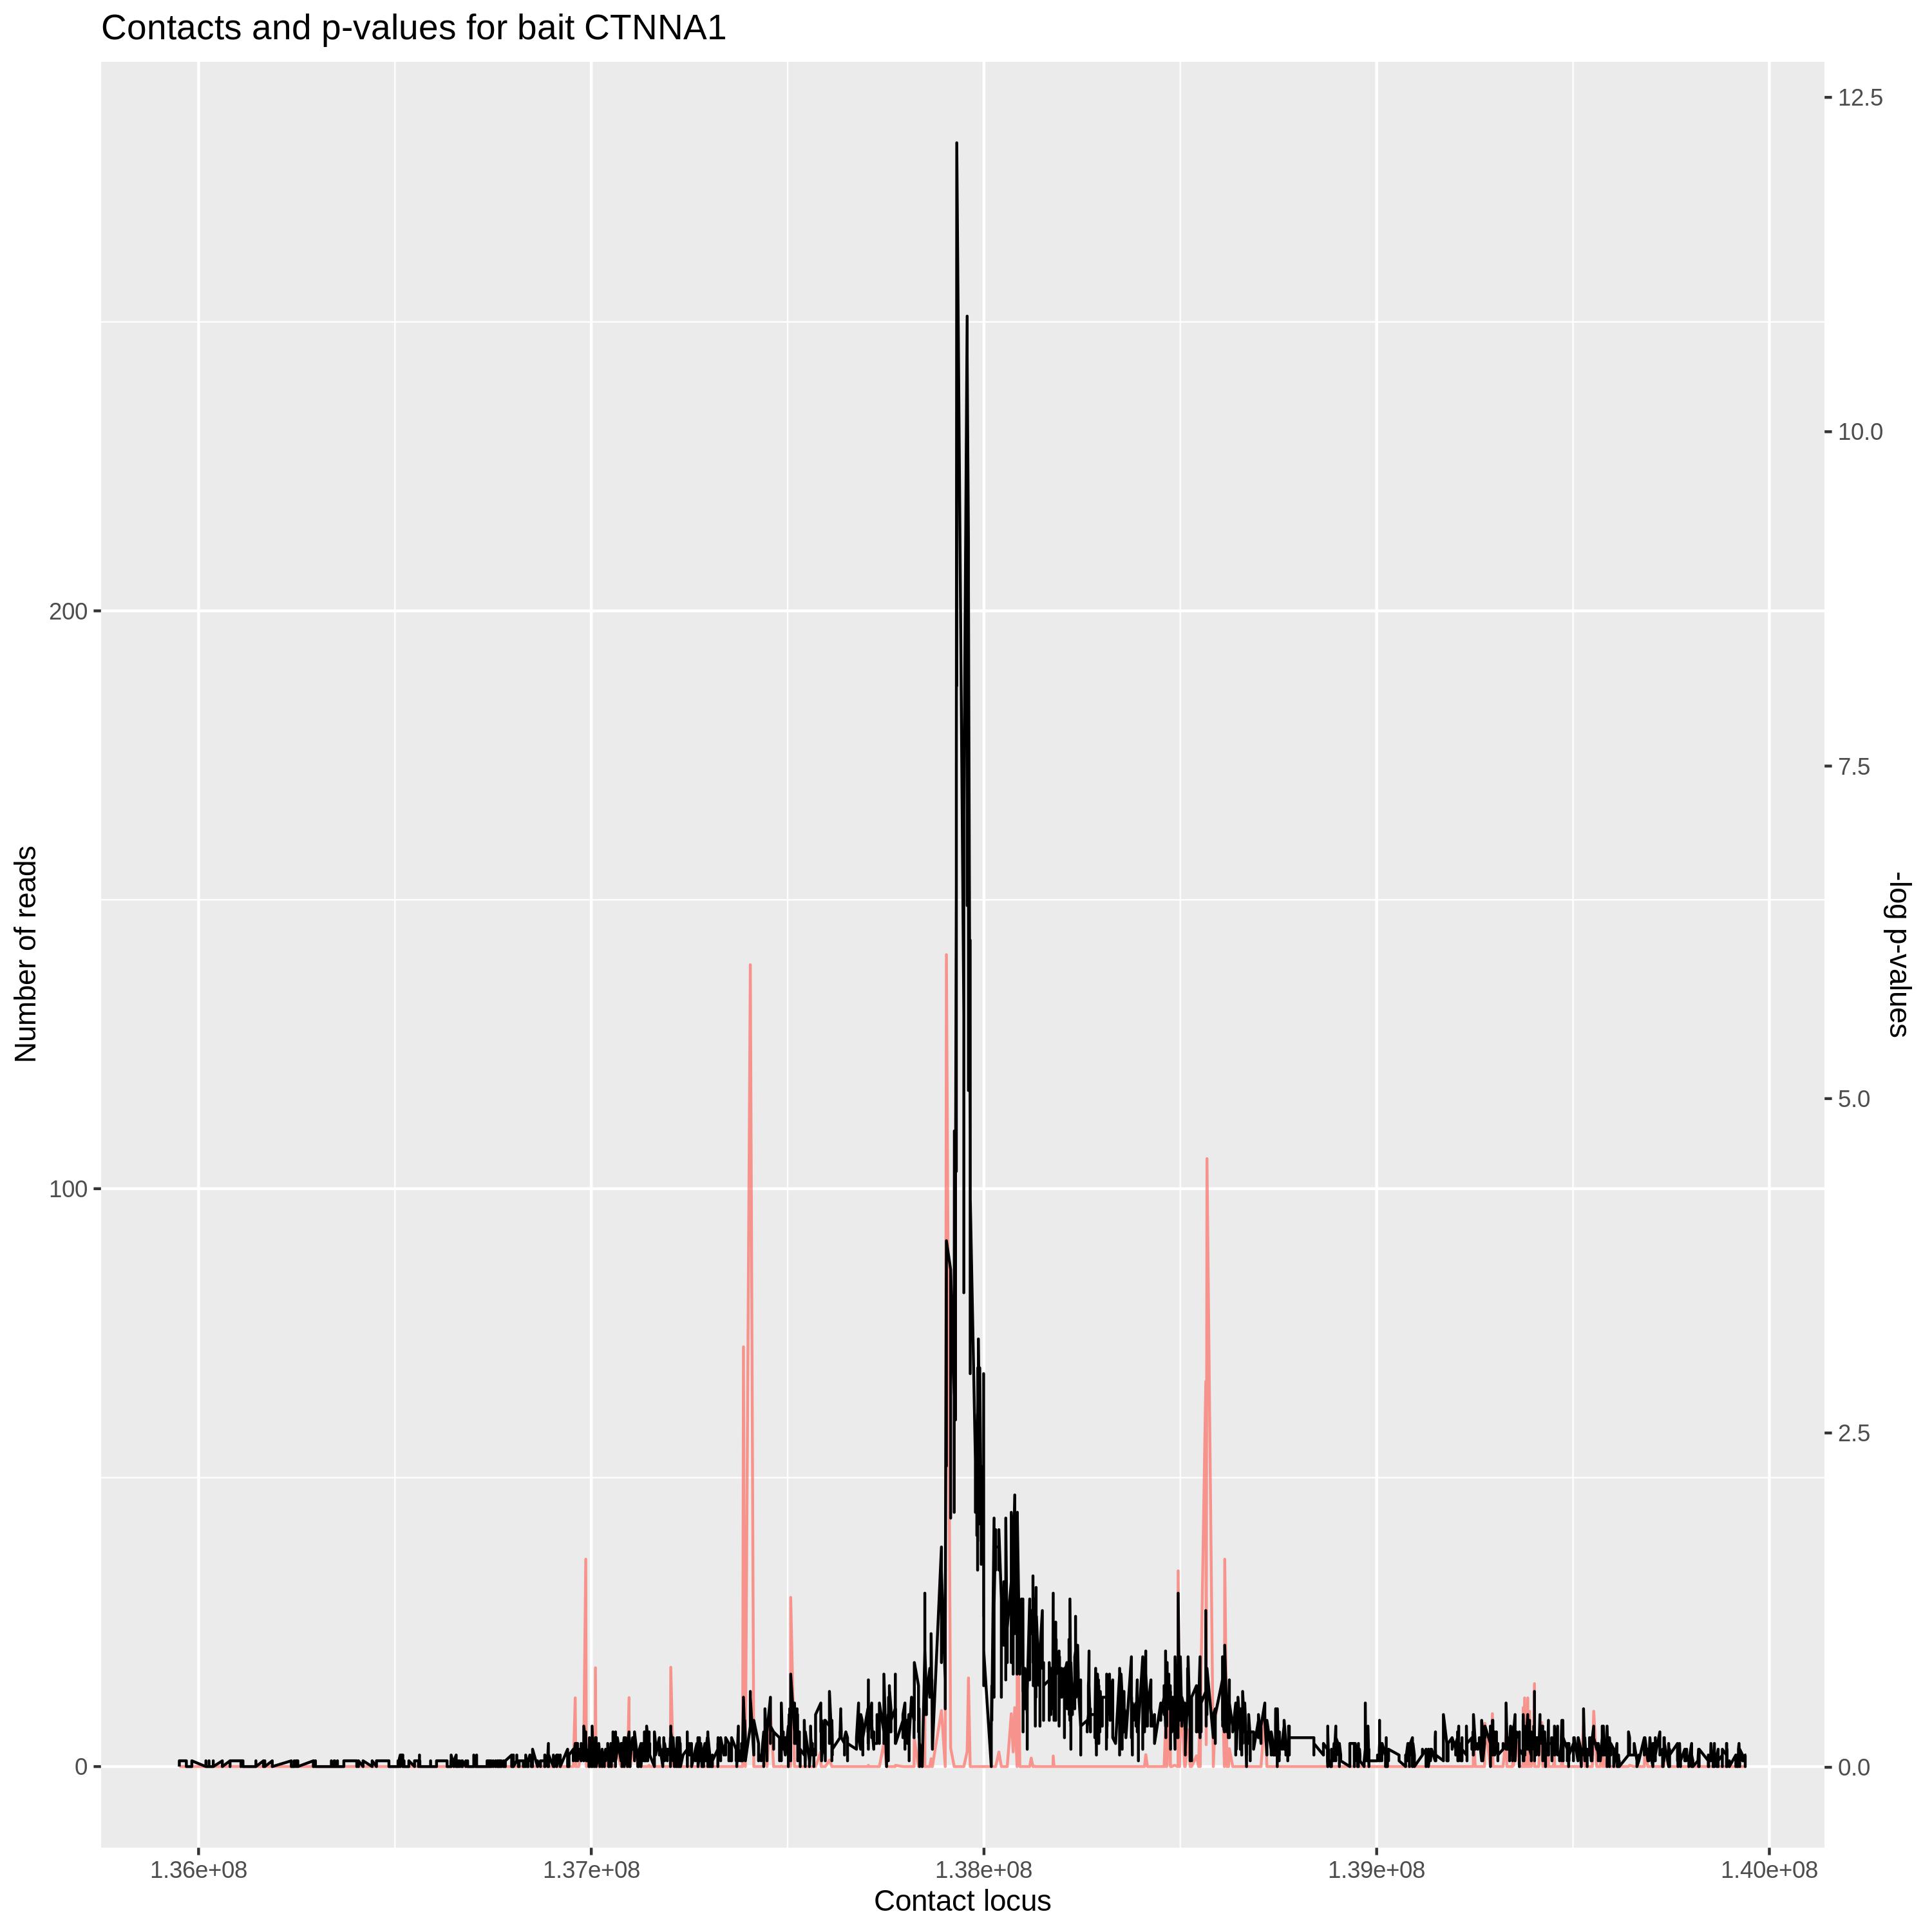 Contacts and p-values for bait CTNNA1
Number of reads
200
100
0
12.5
10.0
7.5
5.0
2.5
0.0
-log p-values
1.36e+08
1.37e+08
1.38e+08
1.39e+08
1.40e+08
Contact locus